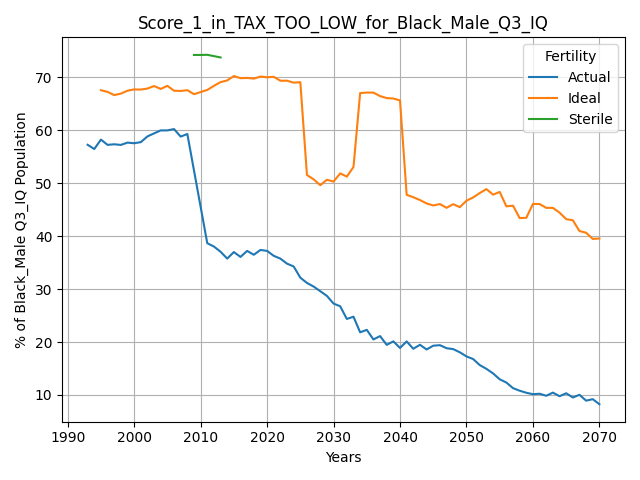 Score_1_in_TAX_TOO_LOW_for_Black_Male_Q3_IQ
Fertility
Actual
Ideal
Sterile
% of Black_Male Q3_IQ Population
70
60
50
40
30
20
10
1990 2000 2010 2020 2030 2040 2050 2060 2070
Years